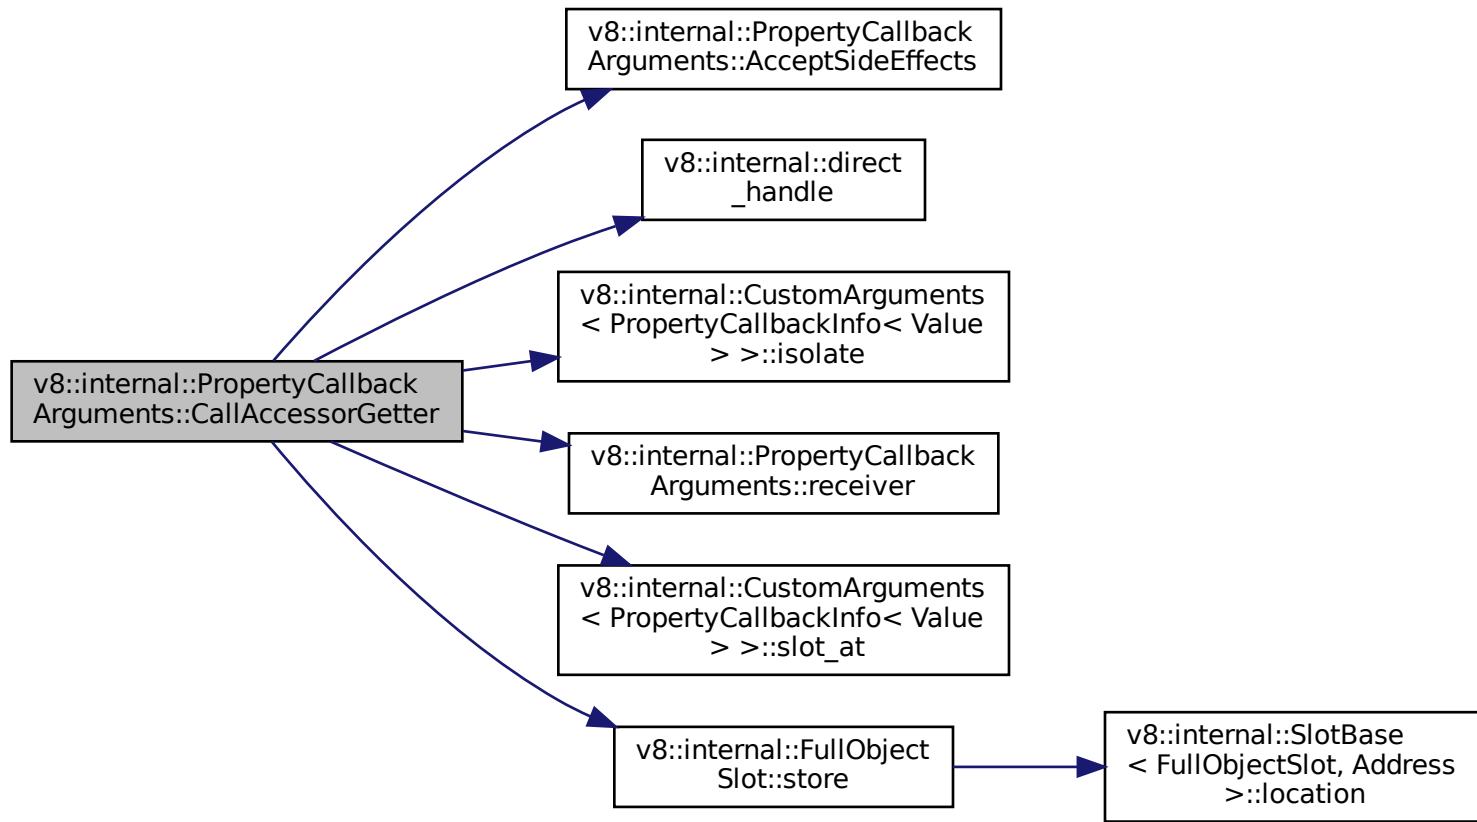 v8::internal::PropertyCallback
Arguments::AcceptSideEffects
v8::internal::direct
_handle
v8::internal::CustomArguments
< PropertyCallbackInfo< Value
> >::isolate
v8::internal::PropertyCallback
Arguments::CallAccessorGetter
v8::internal::PropertyCallback
Arguments::receiver
v8::internal::CustomArguments
< PropertyCallbackInfo< Value
> >::slot_at
v8::internal::FullObject
Slot::store
v8::internal::SlotBase
< FullObjectSlot, Address
>::location